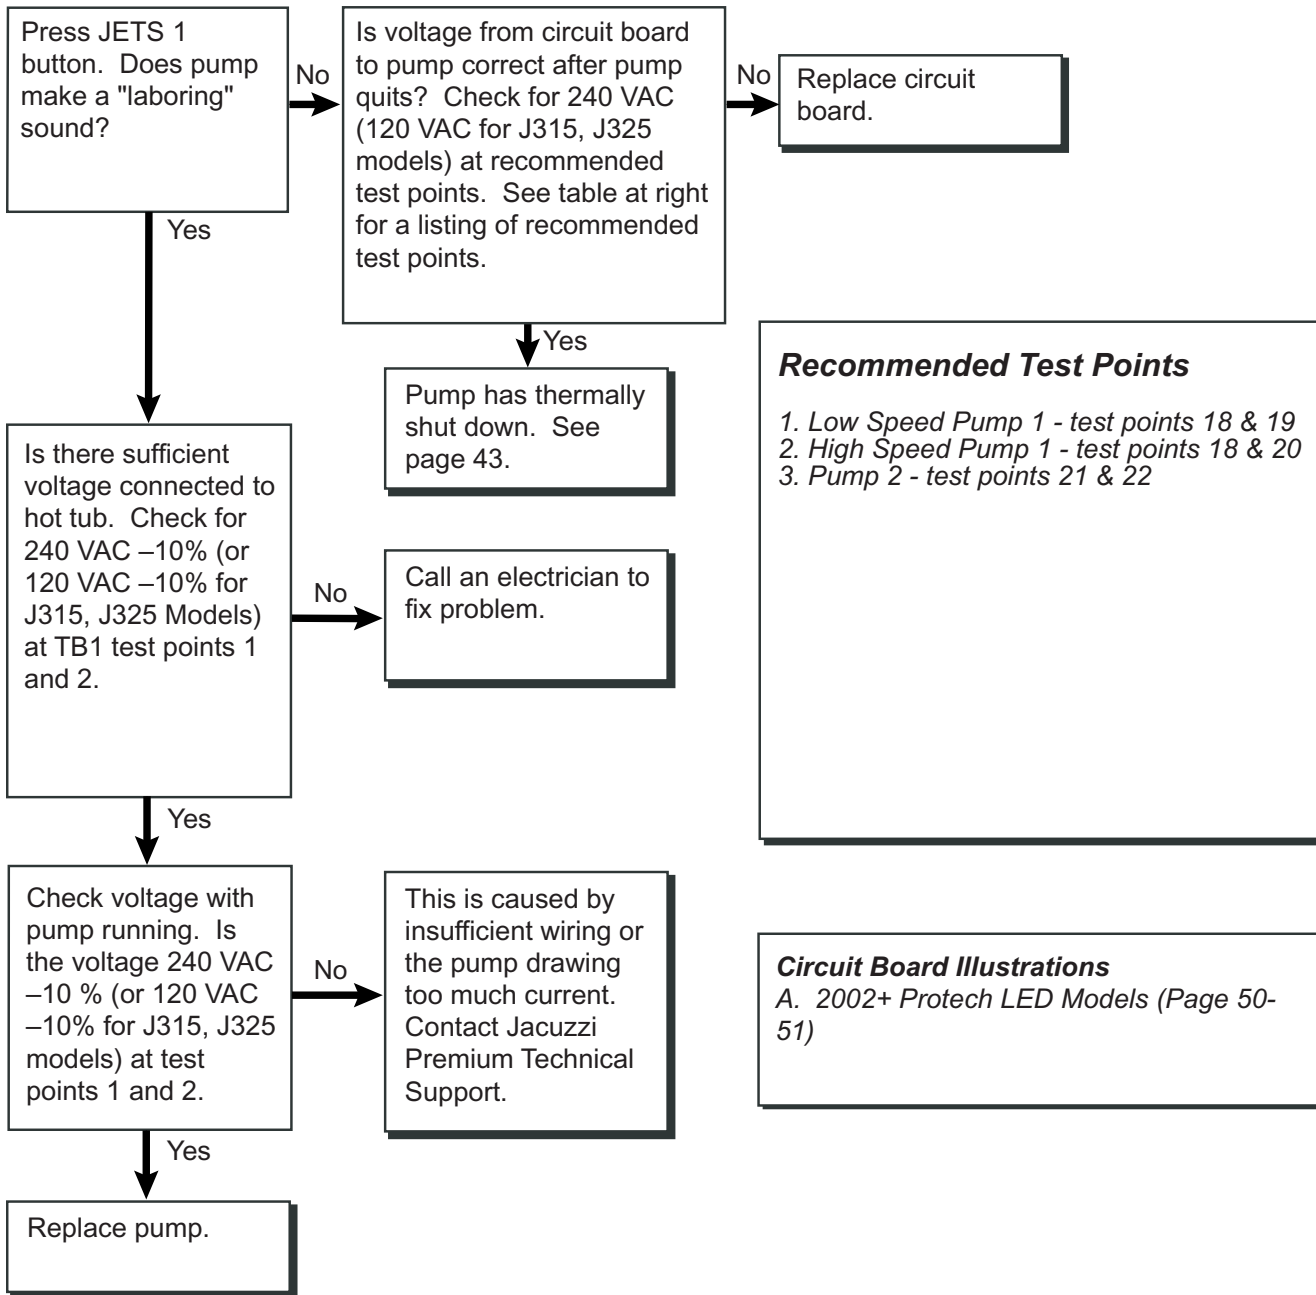 Press JETS 1
button.  Does pump
make a "laboring"
sound?
No
Yes
Is voltage from circuit board
to pump correct after pump
quits?  Check for 240 VAC
(120 VAC for J315, J325
models) at recommended
test points.  See table at right
for a listing of recommended
test points.
No
Replace circuit
board.
Yes
Pump has thermally
shut down.  See
page 43.
Is there sufficient
voltage connected to
hot tub.  Check for
240 VAC –10% (or
120 VAC –10% for
J315, J325 Models)
at TB1 test points 1
and 2.
No
Call an electrician to
fix problem.
Yes
Check voltage with
pump running.  Is
the voltage 240 VAC
–10 % (or 120 VAC
–10% for J315, J325
models) at test
points 1 and 2.
No
This is caused by
insufficient wiring or
the pump drawing
too much current.
Contact Jacuzzi
Premium Technical
Support.
Yes
Replace pump.
Recommended Test Points
1. Low Speed Pump 1 - test points 18 & 19
2. High Speed Pump 1 - test points 18 & 20
3. Pump 2 - test points 21 & 22
Circuit Board Illustrations
A.  2002+ Protech LED Models (Page 50-
51)